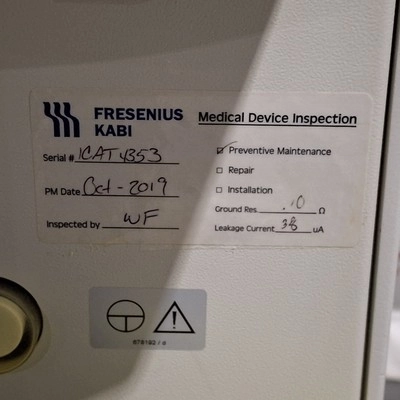 FRESENIUS
KABI
Medical Device Inspection
Serial # 1CAT4353
PM Date Oct - 2019
Inspected by WF
☑ Preventive Maintenance
☐ Repair
☐ Installation
Ground Res. .10 Ω
Leakage Current 38 uA